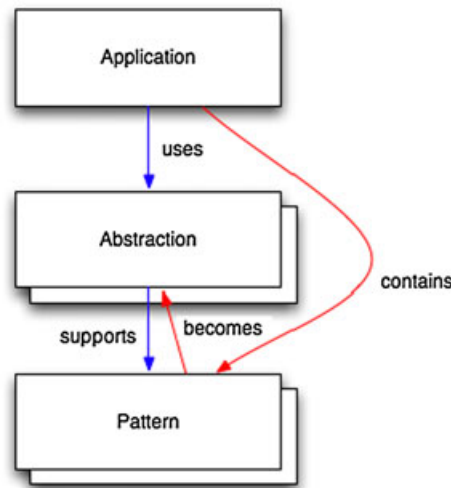 Application
uses
Abstraction
contains
supports
becomes
Pattern